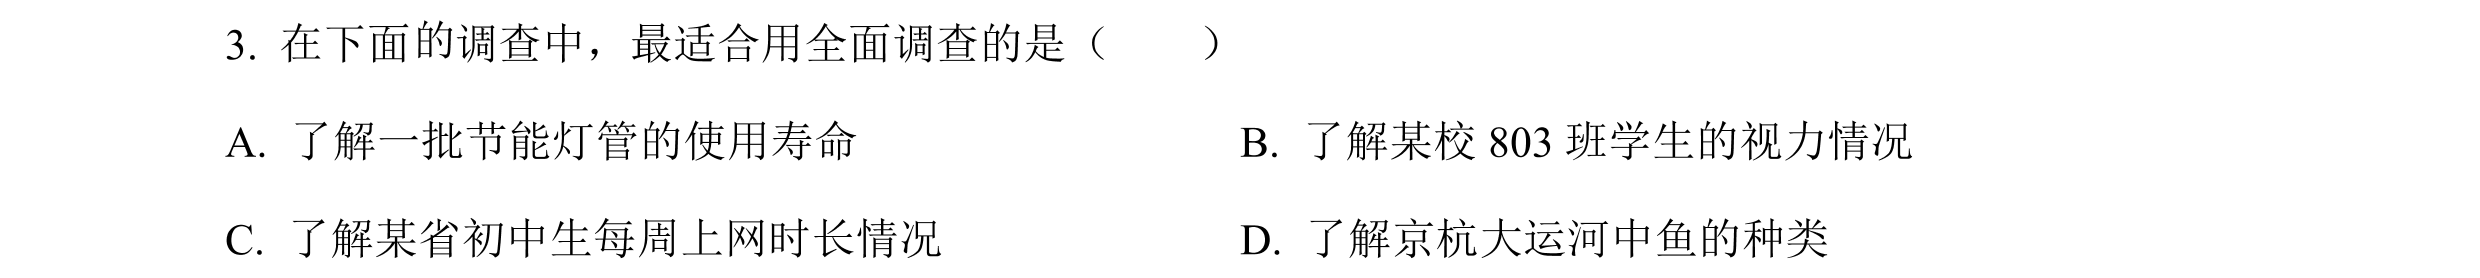 3. 在下面的调查中，最适合用全面调查的是（　　）
A. 了解一批节能灯管的使用寿命 B. 了解某校 803 班学生的视力情况
C. 了解某省初中生每周上网时长情况 D. 了解京杭大运河中鱼的种类